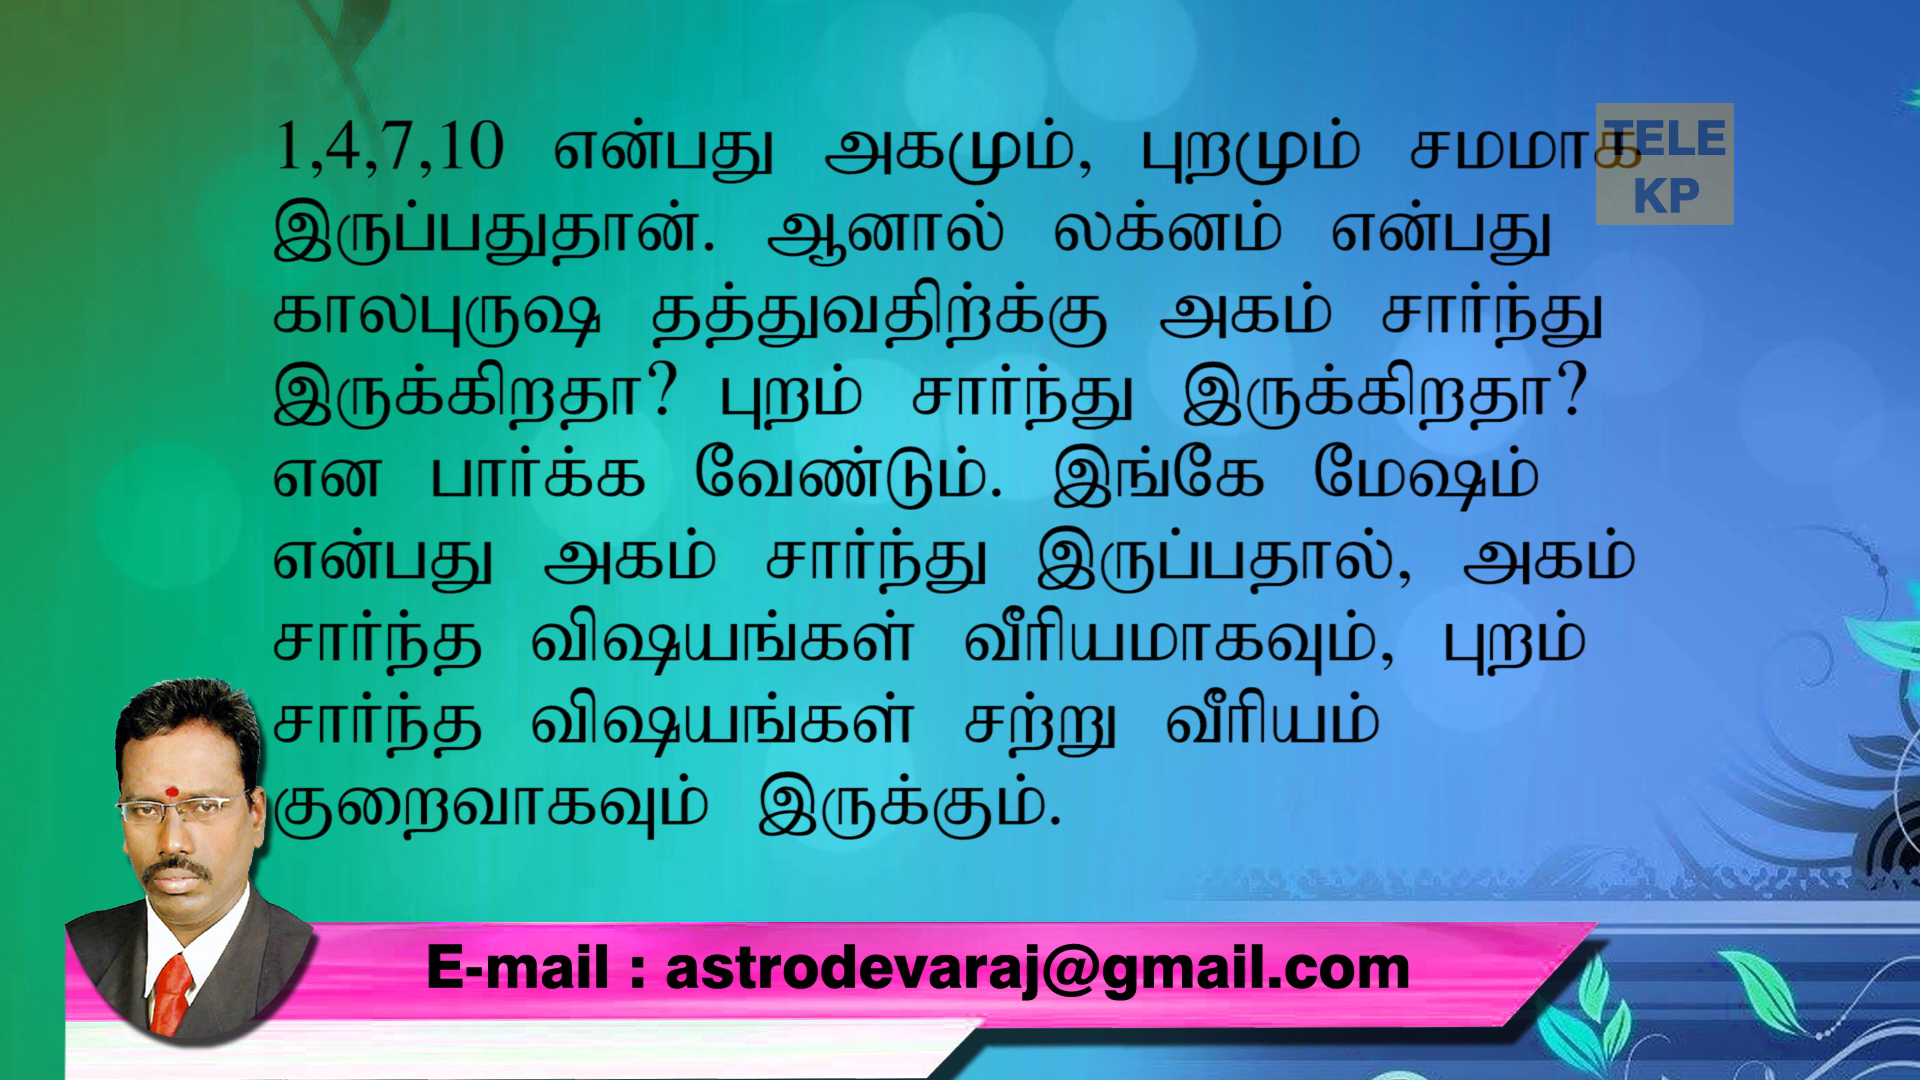 1,4,7,10 என்பது அகமும், புறமும் சமமாக
இருப்பதுதான். ஆனால் லக்னம் என்பது
காலபுருஷ தத்துவதிற்க்கு அகம் சார்ந்து
இருக்கிறதா? புறம் சார்ந்து இருக்கிறதா?
என பார்க்க வேண்டும். இங்கே மேஷம்
என்பது அகம் சார்ந்து இருப்பதால், அகம்
சார்ந்த விஷயங்கள் வீரியமாகவும், புறம்
சார்ந்த விஷயங்கள் சற்று வீரியம்
குறைவாகவும் இருக்கும்.
TELE
KP
E-mail : astrodevaraj@gmail.com